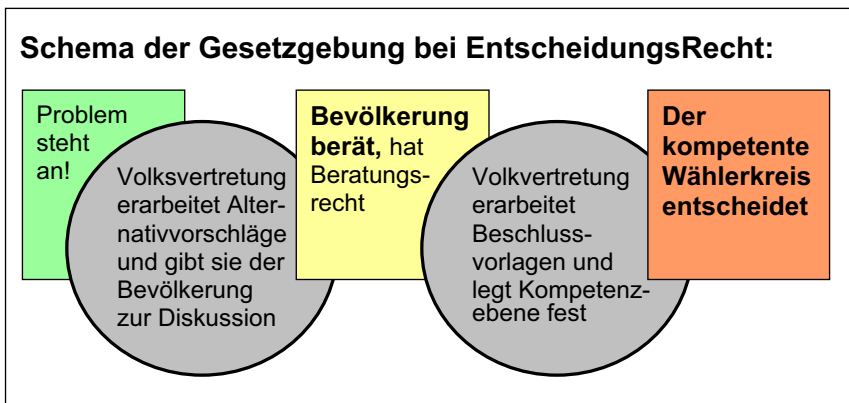 Schema der Gesetzgebung bei EntscheidungsRecht:
Problem
steht
an!
Volksvertretung
erarbeitet Alter-
nativvorschläge
und gibt sie der
Bevölkerung
zur Diskussion
Bevölkerung
berät, hat
Beratungs-
recht
Volkvertretung
erarbeitet
Beschluss-
vorlagen und
legt Kompetenz-
ebene fest
Der
kompetente
Wählerkreis
entscheidet